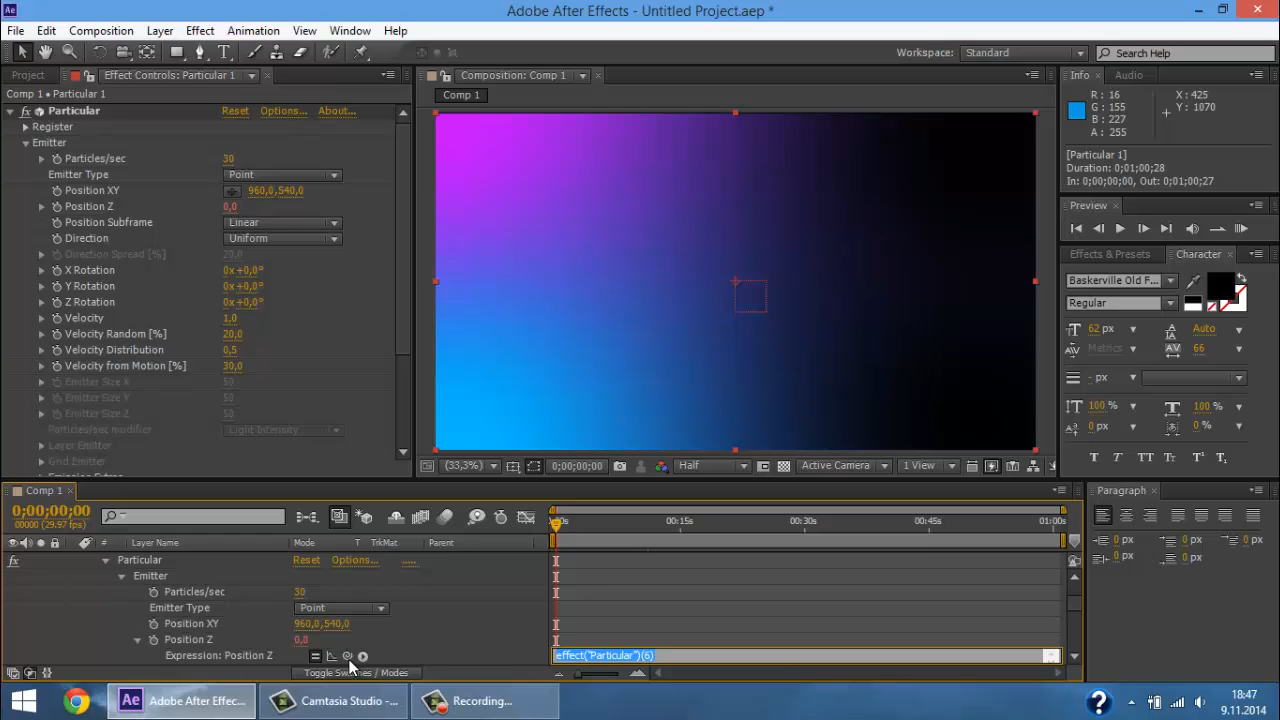 Adobe After Effects - Untitled Project.aep *
File Edit Composition Layer Effect Animation View Window Help
Workspace: Standard Search Help
Project Effect Controls: Particular 1 Composition: Comp 1 Info Audio
Comp 1 • Particular 1
Comp 1
Particular Reset Options... About...
Register
Emitter
Particles/sec 30
Emitter Type Point
Position XY 960,0,540,0
Position Z 0,0
Position Subframe Linear
Direction Uniform
Direction Spread [%] 20,0
X Rotation 0x+0,0°
Y Rotation 0x+0,0°
Z Rotation 0x+0,0°
Velocity 1,0
Velocity Random [%] 20,0
Velocity Distribution 0,5
Velocity from Motion [%] 30,0
Emitter Size X 50
Emitter Size Y 50
Emitter Size Z 50
Particles/sec modifier Light Intensity
Layer Emitter
Grid Emitter
R : 16
G : 155
B : 227
A : 255
X : 425
Y : 1070
[Particular 1]
Duration: 0;01;00;28
In: 0;00;00;00, Out: 0;01;00;27
Preview
Effects & Presets Character
Baskerville Old F...
Regular
62 px Auto
Metrics 66
- px
100 % 100 %
0 px 0 %
T T TT Tт T¹ T₁
(33,3%) 0;00;00;00 Half Active Camera 1 View
Comp 1
0;00;00;00
00000 (29.97 fps)
0s 00:15s 00:30s 00:45s 01:00s
# Layer Name Mode T TrkMat Parent
Particular Reset Options... .....
Emitter
Particles/sec 30
Emitter Type Point
Position XY 960,0,540,0
Position Z 0,0
Expression: Position Z effect("Particular")(6)
Toggle Switches / Modes
Paragraph
0 px 0 px 0 px
0 px 0 px
Adobe After Effec... Camtasia Studio -... Recording...
18:47
9.11.2014